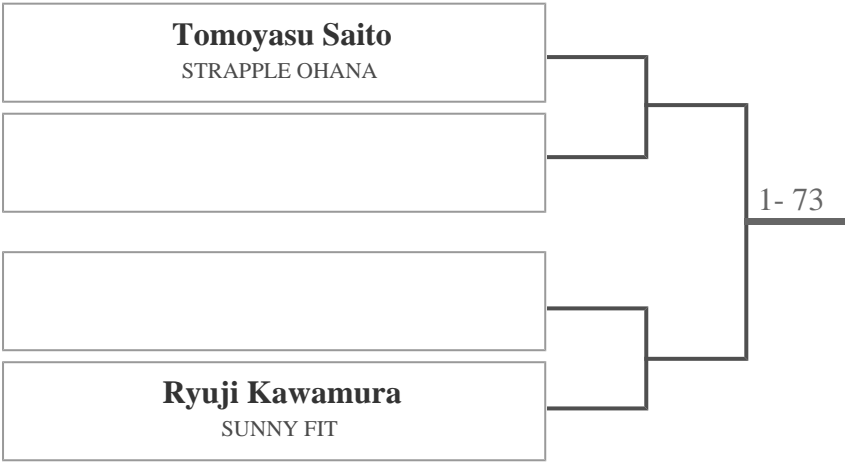 Tomoyasu Saito
STRAPPLE OHANA
1- 73
Ryuji Kawamura
SUNNY FIT